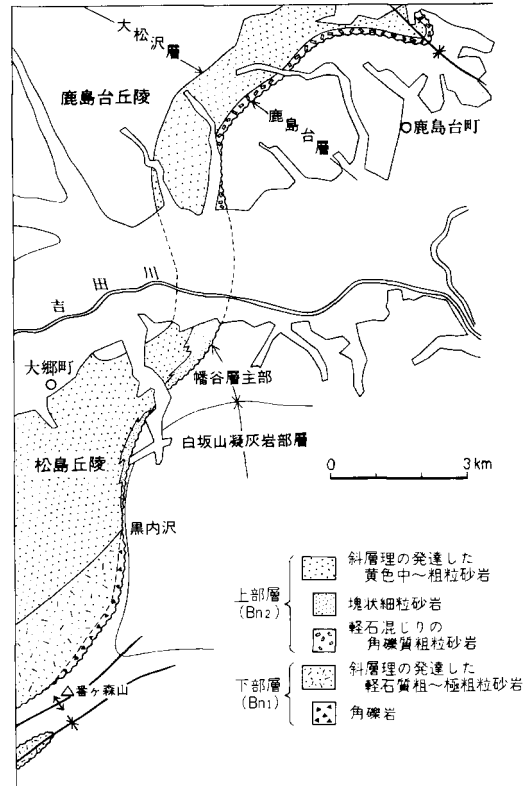 大松沢層
鹿島台丘陵
鹿島台層
鹿島台町
吉田川
大郷町
幡谷層主部
白坂山凝灰岩部層
0 3km
松島丘陵
黒内沢
上部層
(Bn2)
斜層理の発達した
黄色中～粗粒砂岩
塊状細粒砂岩
軽石混じりの
角礫質粗粒砂岩
下部層
(Bn1)
斜層理の発達した
軽石質粗～極粗粒砂岩
角礫岩
番ヶ森山